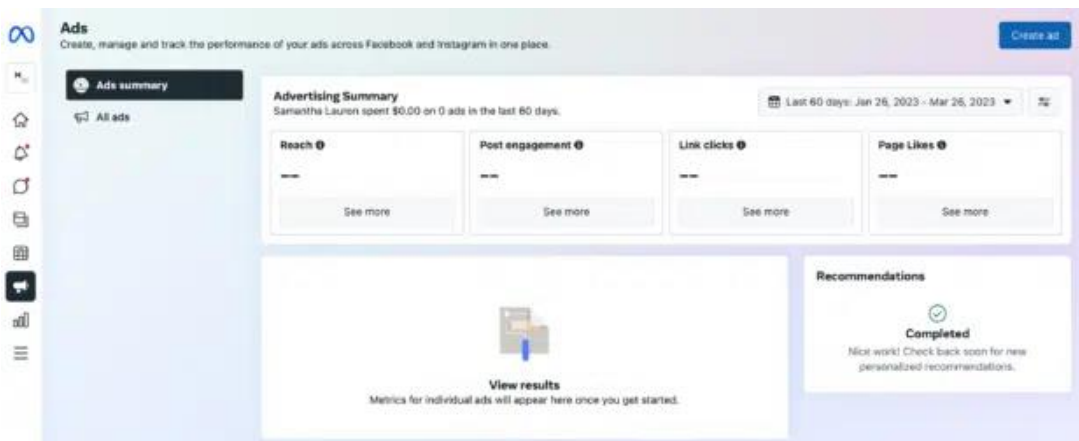 Ads
Create, manage and track the performance of your ads across Facebook and Instagram in one place.
Create ad
Ads summary
All ads
Advertising Summary
Samantha Lauron spent $0.00 on 0 ads in the last 60 days.
Last 60 days: Jan 26, 2023 - Mar 26, 2023
Reach
Post engagement
Link clicks
Page Likes
--
--
--
--
See more
See more
See more
See more
Recommendations
Completed
Nice work! Check back soon for new
personalized recommendations.
View results
Metrics for individual ads will appear here once you get started.